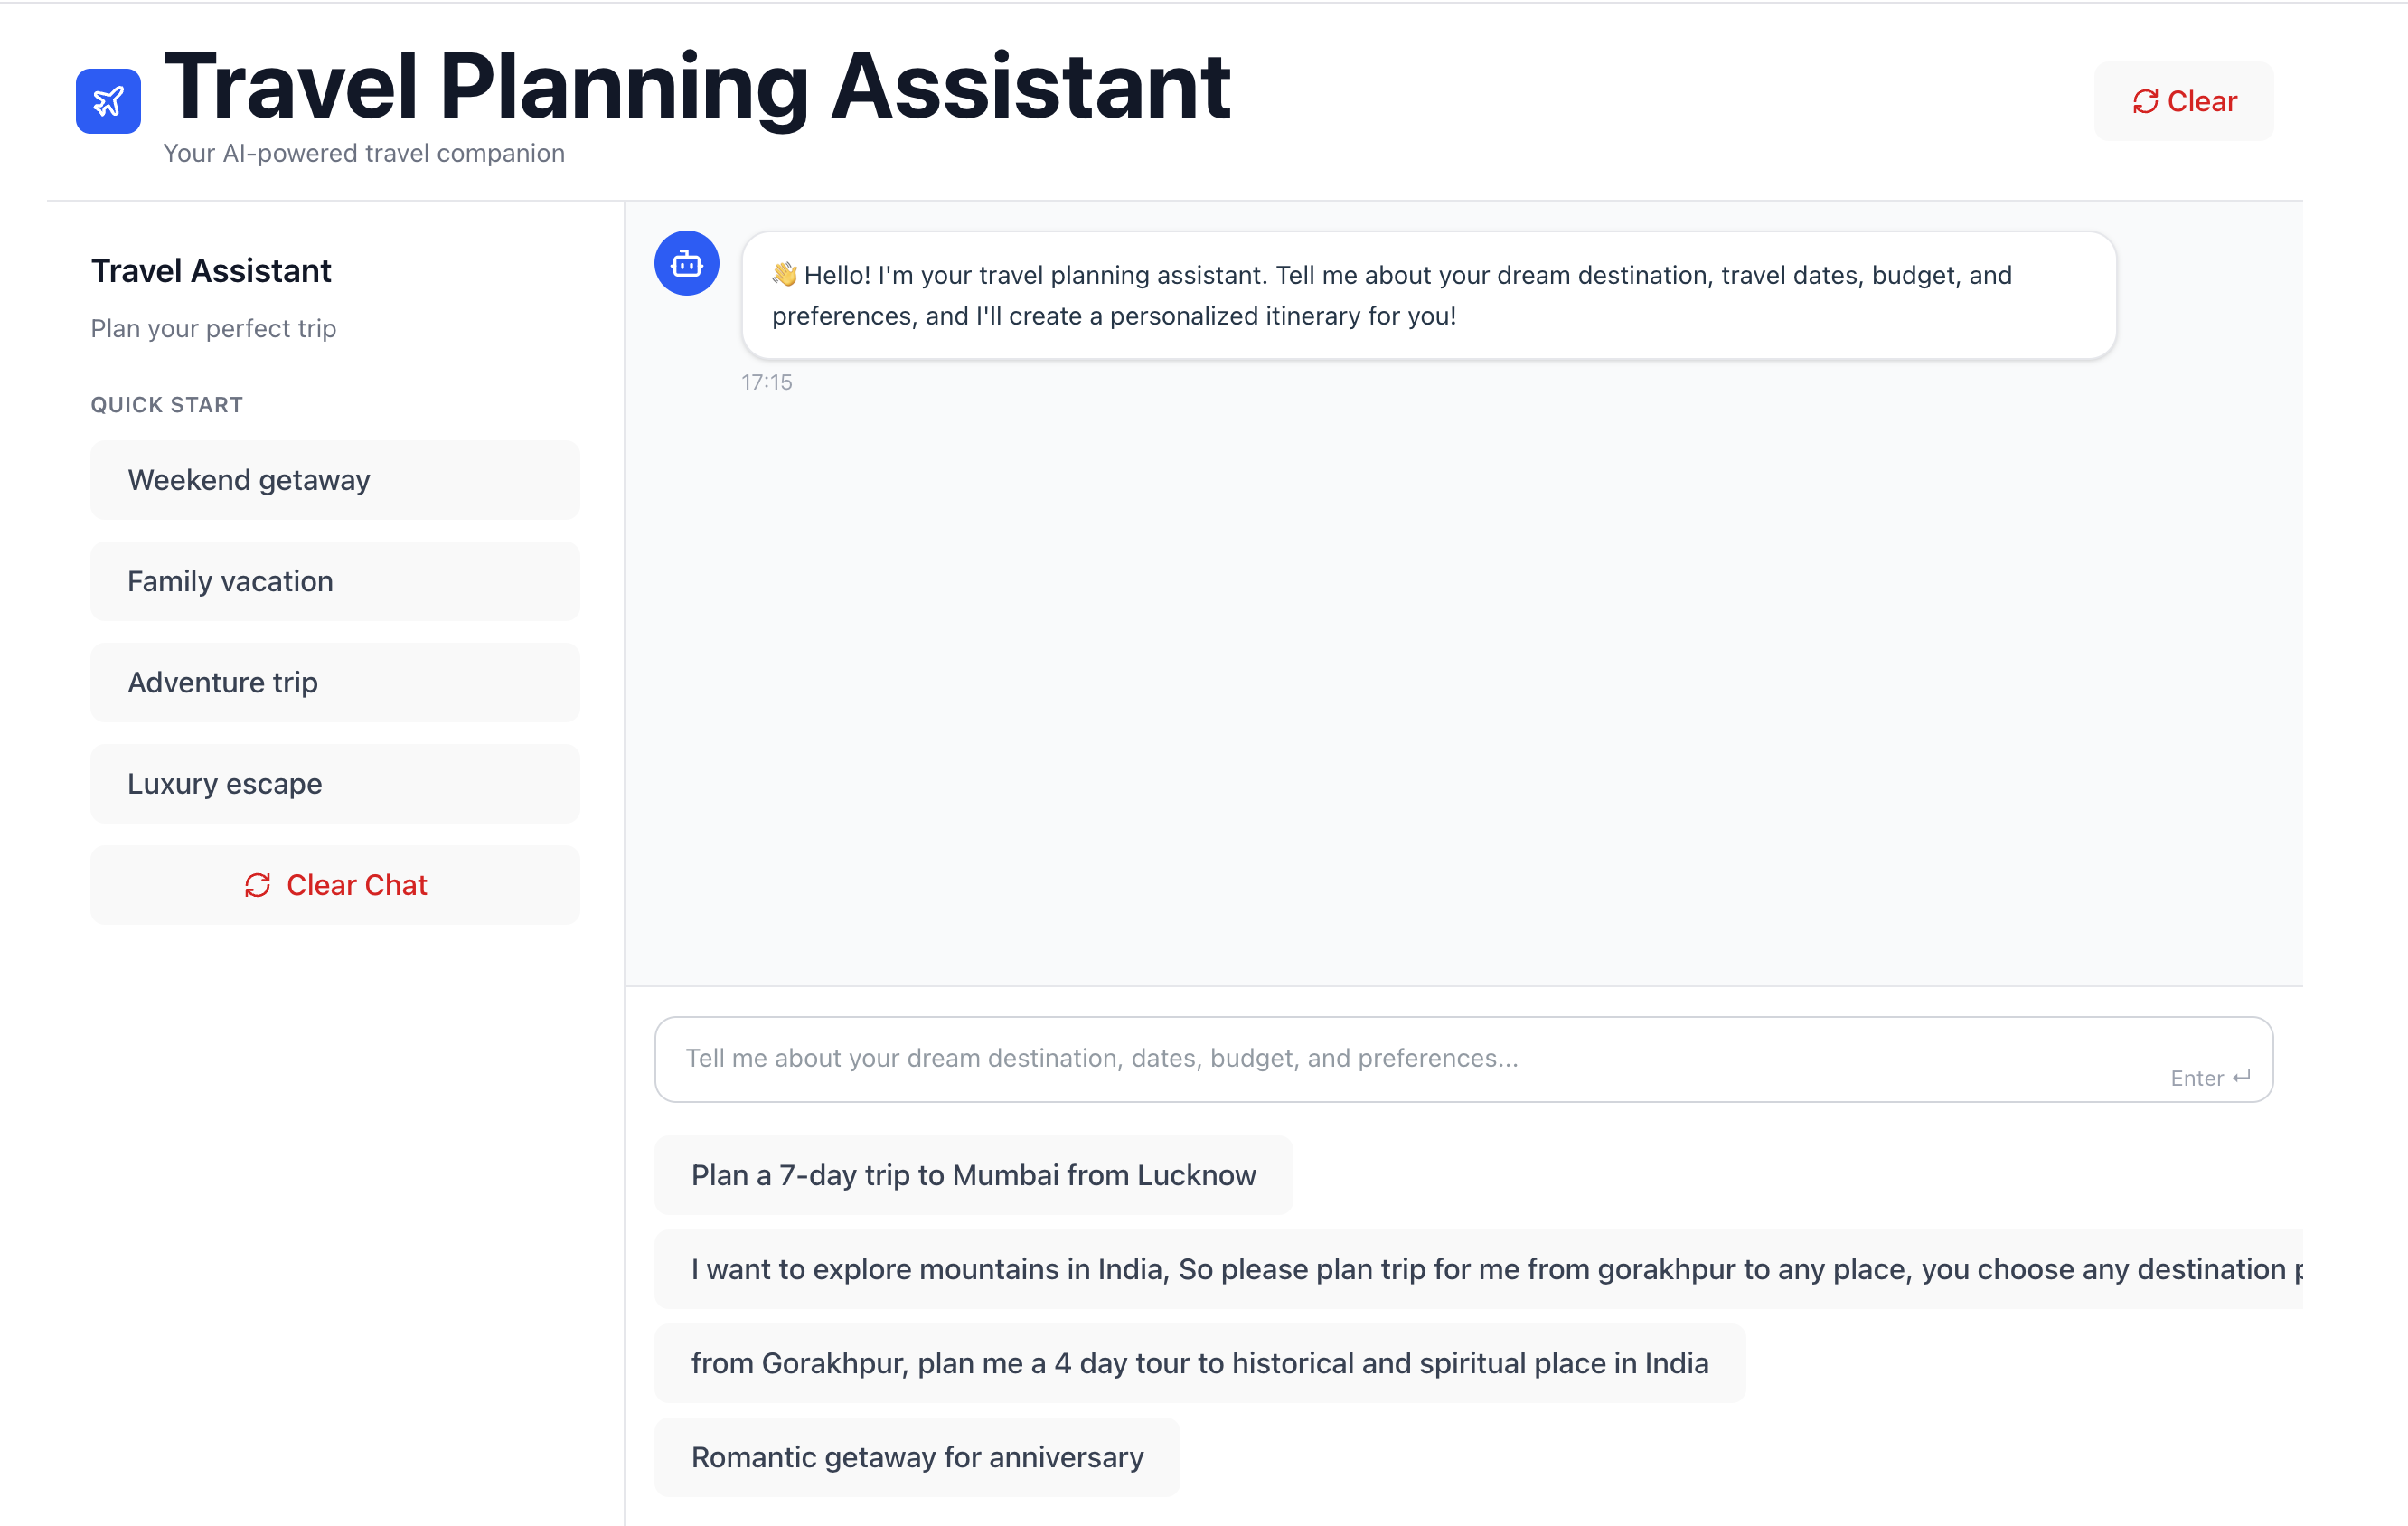 Travel Planning Assistant
Your AI-powered travel companion
Clear
Travel Assistant
Plan your perfect trip
QUICK START
Weekend getaway
Family vacation
Adventure trip
Luxury escape
Clear Chat
👋 Hello! I'm your travel planning assistant. Tell me about your dream destination, travel dates, budget, and
preferences, and I'll create a personalized itinerary for you!
17:15
Tell me about your dream destination, dates, budget, and preferences...
Enter ↵
Plan a 7-day trip to Mumbai from Lucknow
I want to explore mountains in India, So please plan trip for me from gorakhpur to any place, you choose any destination
from Gorakhpur, plan me a 4 day tour to historical and spiritual place in India
Romantic getaway for anniversary